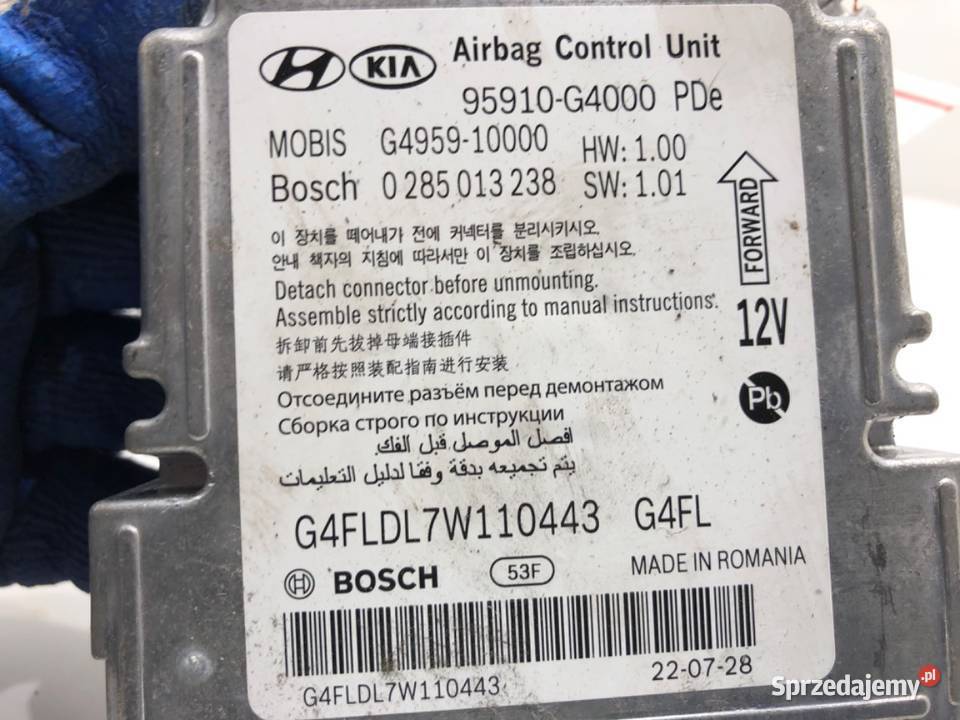 KIA
Airbag Control Unit
95910-G4000 PDe
MOBIS G4959-10000 HW: 1.00
Bosch 0 285 013 238 SW: 1.01
FORWARD
이 장치를 떼어내가 전에 커넥터를 분리시키시오.
안내 책자의 지침에 따라서만 이 장치를 조립하십시오.
Detach connector before unmounting.
Assemble strictly according to manual instructions.
12V
拆卸前先拔掉母端接插件
请严格按照装配指南进行安装
Pb
Отсоедините разъём перед демонтажом
Сборка строго по инструкции
افصل الموصل قبل الفك.
يتم تجميعه بدقة وفقا لدليل التعليمات
G4FLDL7W110443 G4FL
BOSCH 53F MADE IN ROMANIA
22-07-28
G4FLDL7W110443
Sprzedajemy.pl